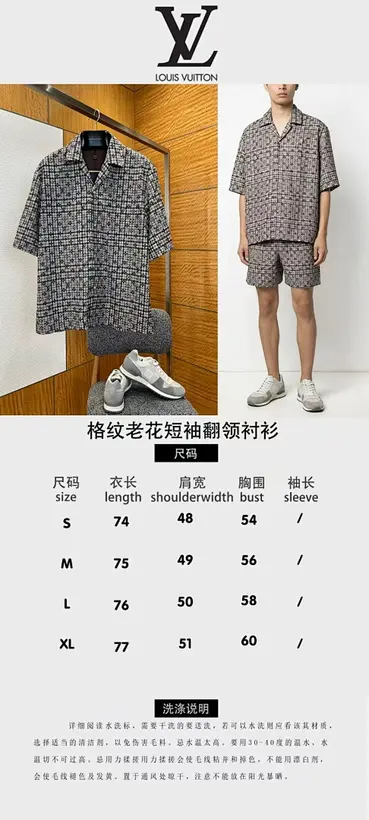 LV
LOUIS VUITTON
格纹老花短袖翻领衬衫
尺码
尺码 衣长 肩宽 胸围 袖长
size length shoulderwidth bust sleeve
S 74 48 54 /
M 75 49 56 /
L 76 50 58 /
XL 77 51 60 /
洗涤说明
详细阅读水洗标，需要干洗的要送洗，若可以水洗则应看该其材质，
选择适当的清洁剂，以免伤害毛料。忌水温太高，要用30-40度的温水，水
温切不可过高。忌用力揉搓用力揉搓会使毛线粘并和掉色，不能用漂白剂，
会使毛线褪色及发黄。置于通风处晾干，注意不能放在阳光暴晒。